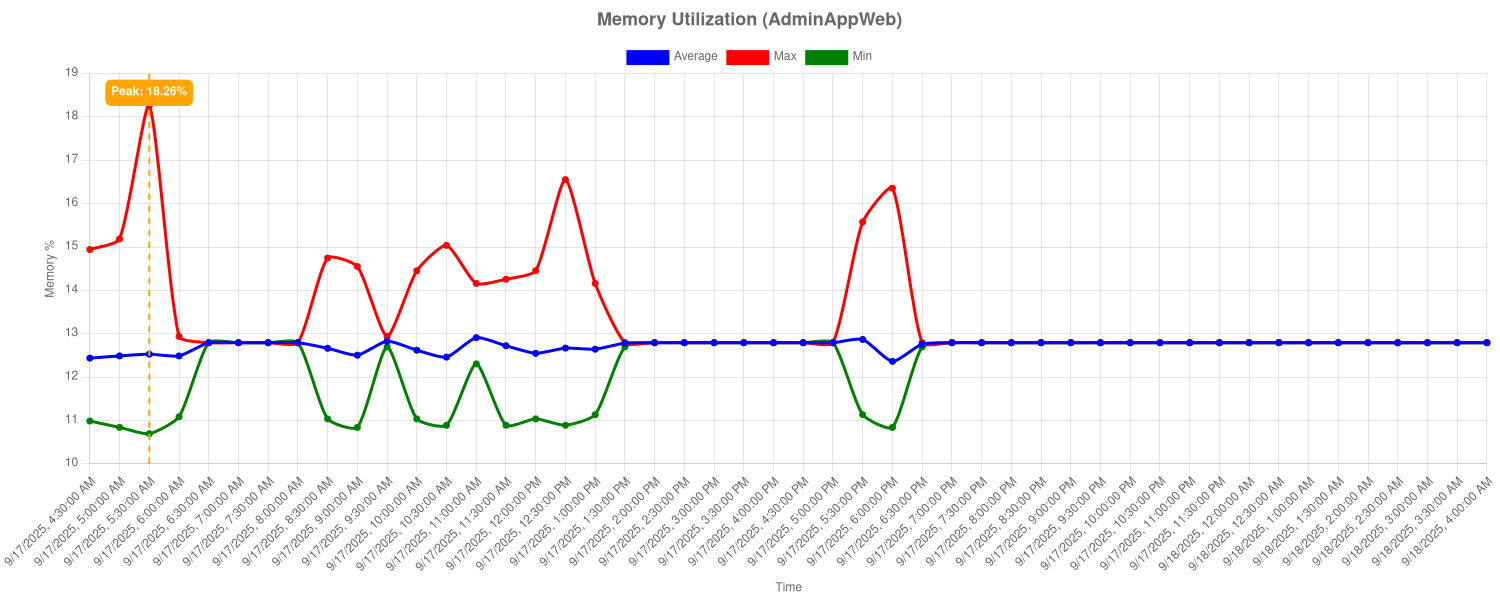 Memory Utilization (AdminAppWeb)
Average Max Min
19
Peak: 18.26%
18
17
16
15
14
13
12
11
10
Memory %
9/17/2025, 4:30:00 AM
9/17/2025, 5:00:00 AM
9/17/2025, 5:30:00 AM
9/17/2025, 6:00:00 AM
9/17/2025, 6:30:00 AM
9/17/2025, 7:00:00 AM
9/17/2025, 7:30:00 AM
9/17/2025, 8:00:00 AM
9/17/2025, 8:30:00 AM
9/17/2025, 9:00:00 AM
9/17/2025, 9:30:00 AM
9/17/2025, 10:00:00 AM
9/17/2025, 10:30:00 AM
9/17/2025, 11:00:00 AM
9/17/2025, 11:30:00 AM
9/17/2025, 12:00:00 PM
9/17/2025, 12:30:00 PM
9/17/2025, 1:00:00 PM
9/17/2025, 1:30:00 PM
9/17/2025, 2:00:00 PM
9/17/2025, 2:30:00 PM
9/17/2025, 3:00:00 PM
9/17/2025, 3:30:00 PM
9/17/2025, 4:00:00 PM
9/17/2025, 4:30:00 PM
9/17/2025, 5:00:00 PM
9/17/2025, 5:30:00 PM
9/17/2025, 6:00:00 PM
9/17/2025, 6:30:00 PM
9/17/2025, 7:00:00 PM
9/17/2025, 7:30:00 PM
9/17/2025, 8:00:00 PM
9/17/2025, 8:30:00 PM
9/17/2025, 9:00:00 PM
9/17/2025, 9:30:00 PM
9/17/2025, 10:00:00 PM
9/17/2025, 10:30:00 PM
9/17/2025, 11:00:00 PM
9/17/2025, 11:30:00 PM
9/18/2025, 12:00:00 AM
9/18/2025, 12:30:00 AM
9/18/2025, 1:00:00 AM
9/18/2025, 1:30:00 AM
9/18/2025, 2:00:00 AM
9/18/2025, 2:30:00 AM
9/18/2025, 3:00:00 AM
9/18/2025, 3:30:00 AM
9/18/2025, 4:00:00 AM
Time